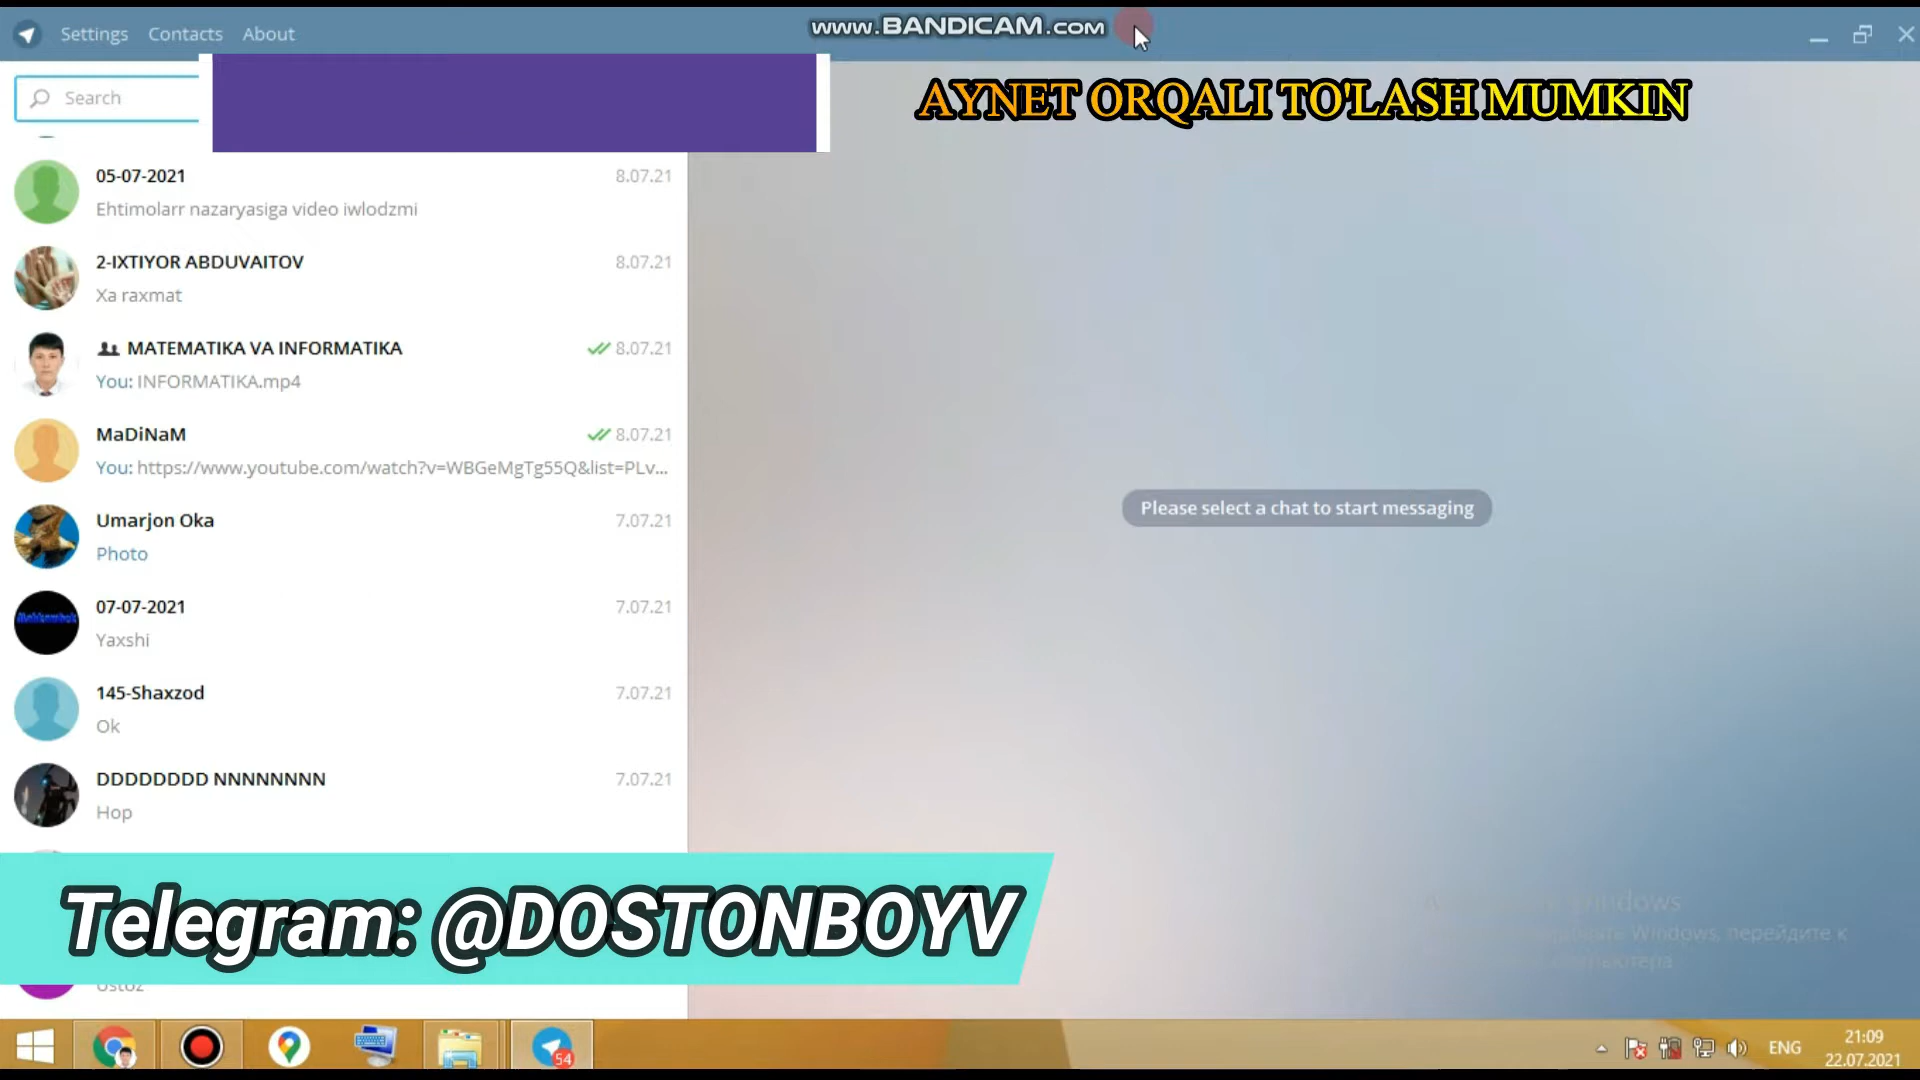 www.BANDICAM.com
Settings Contacts About
AYNET ORQALI TO'LASH MUMKIN
Search
05-07-2021 8.07.21
Ehtimolarr nazaryasiga video iwlodzmi
2-IXTIYOR ABDUVAITOV 8.07.21
Xa raxmat
MATEMATIKA VA INFORMATIKA 8.07.21
You: INFORMATIKA.mp4
MaDiNaM 8.07.21
You: https://www.youtube.com/watch?v=WBGeMgTg55Q&list=PLv...
Please select a chat to start messaging
Umarjon Oka 7.07.21
Photo
07-07-2021 7.07.21
Yaxshi
145-Shaxzod 7.07.21
Ok
DDDDDDDD NNNNNNNN 7.07.21
Hop
Telegram: @DOSTONBOYV
Windows, перейдите к
Ustoz
54
ENG
21:09
22.07.2021